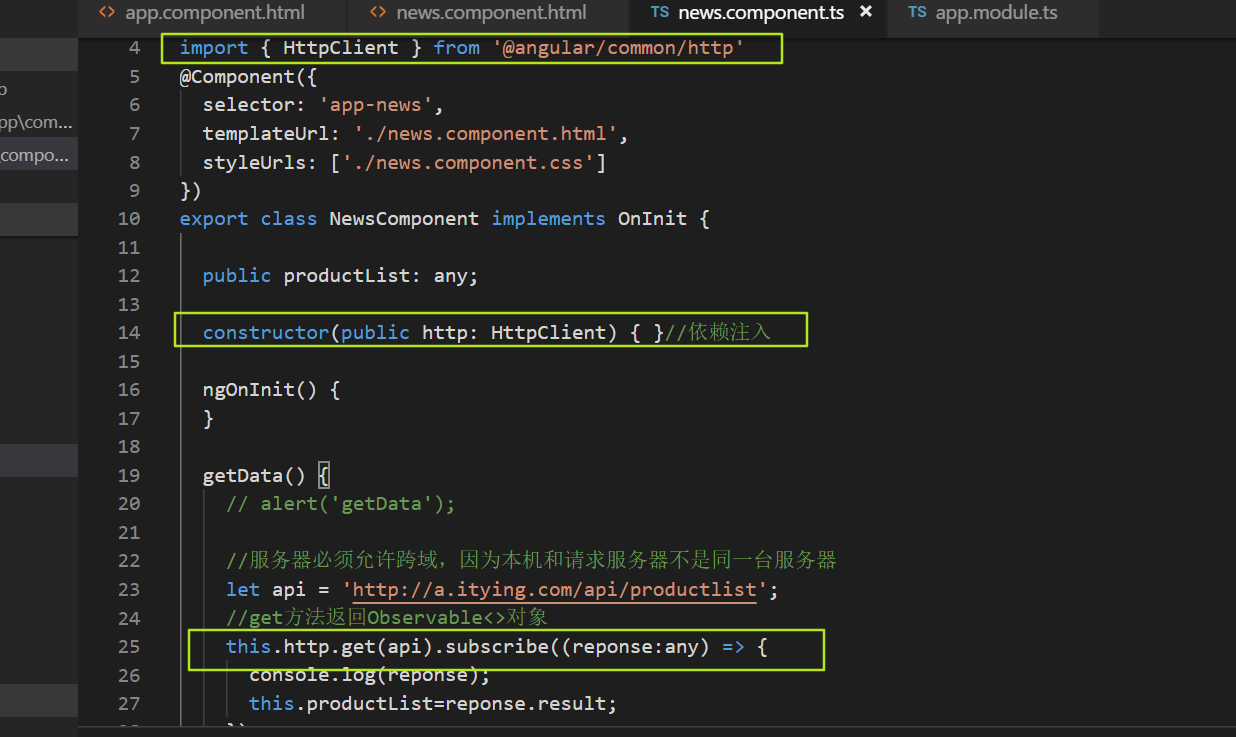 <> app.component.html <> news.component.html TS news.component.ts × TS app.module.ts
4 import { HttpClient } from '@angular/common/http'
5 @Component({
6 selector: 'app-news',
7 templateUrl: './news.component.html',
8 styleUrls: ['./news.component.css']
9 })
10 export class NewsComponent implements OnInit {
11
12 public productList: any;
13
14 constructor(public http: HttpClient) { }//依赖注入
15
16 ngOnInit() {
17 }
18
19 getData() {
20 // alert('getData');
21
22 //服务器必须允许跨域，因为本机和请求服务器不是同一台服务器
23 let api = 'http://a.itying.com/api/productlist';
24 //get方法返回Observable<>对象
25 this.http.get(api).subscribe((reponse:any) => {
26 console.log(reponse);
27 this.productList=reponse.result;
pp\com...
compo...